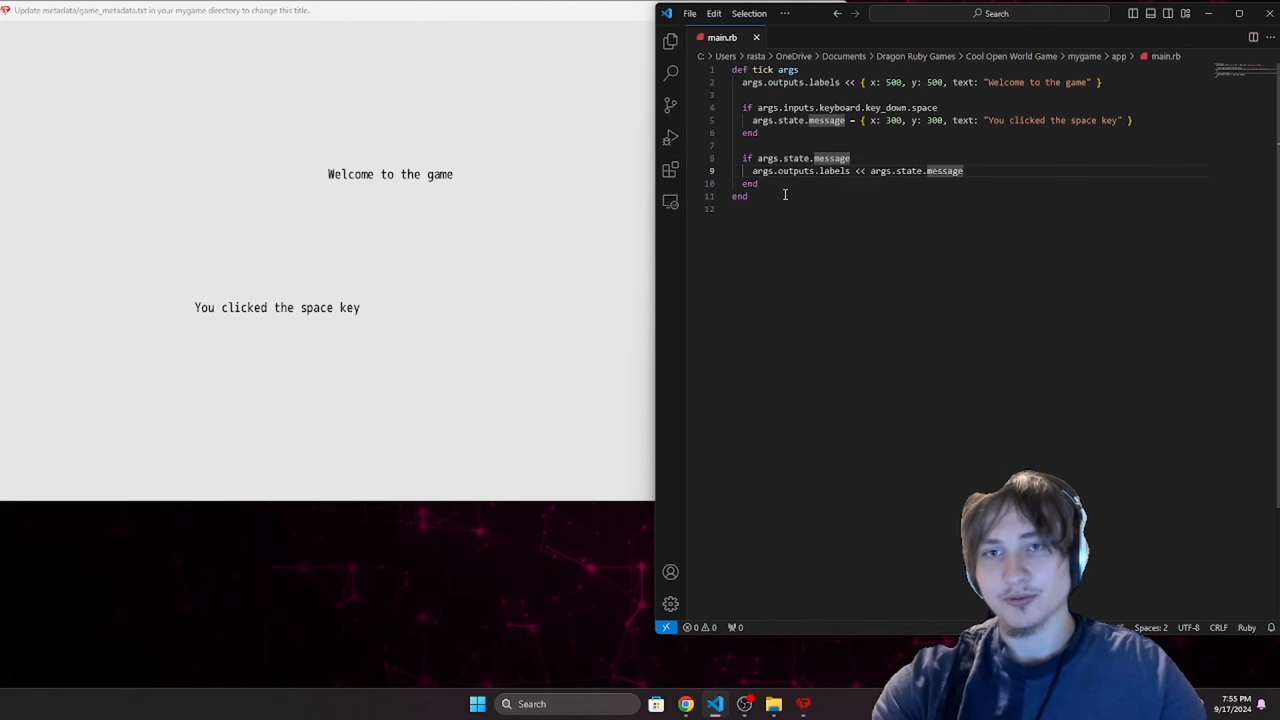 Update metadata/game_metadata.txt in your mygame directory to change this title.
Welcome to the game
You clicked the space key
File Edit Selection ...
Search
main.rb
C: > Users > rasta > OneDrive > Documents > Dragon Ruby Games > Cool Open World Game > mygame > app > main.rb
1 def tick args
2 args.outputs.labels << { x: 500, y: 500, text: "Welcome to the game" }
3
4 if args.inputs.keyboard.key_down.space
5 args.state.message = { x: 300, y: 300, text: "You clicked the space key" }
6 end
7
8 if args.state.message
9 args.outputs.labels << args.state.message
10 end
11 end
12
0 0 0
Spaces: 2 UTF-8 CRLF Ruby
Search
7:55 PM
9/17/2024